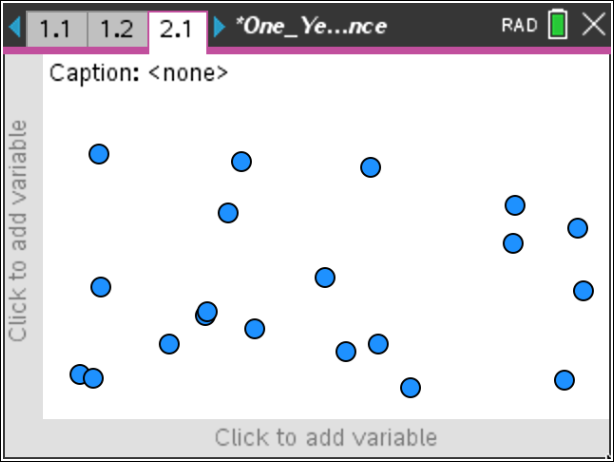 1.1 1.2 2.1 *One_Ye...nce RAD
Caption: <none>
Click to add variable
Click to add variable